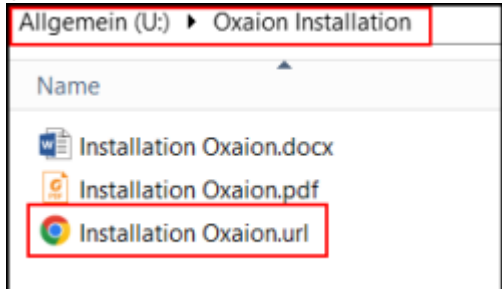 Allgemein (U:) ▸ Oxaion Installation
Name
Installation Oxaion.docx
Installation Oxaion.pdf
Installation Oxaion.url